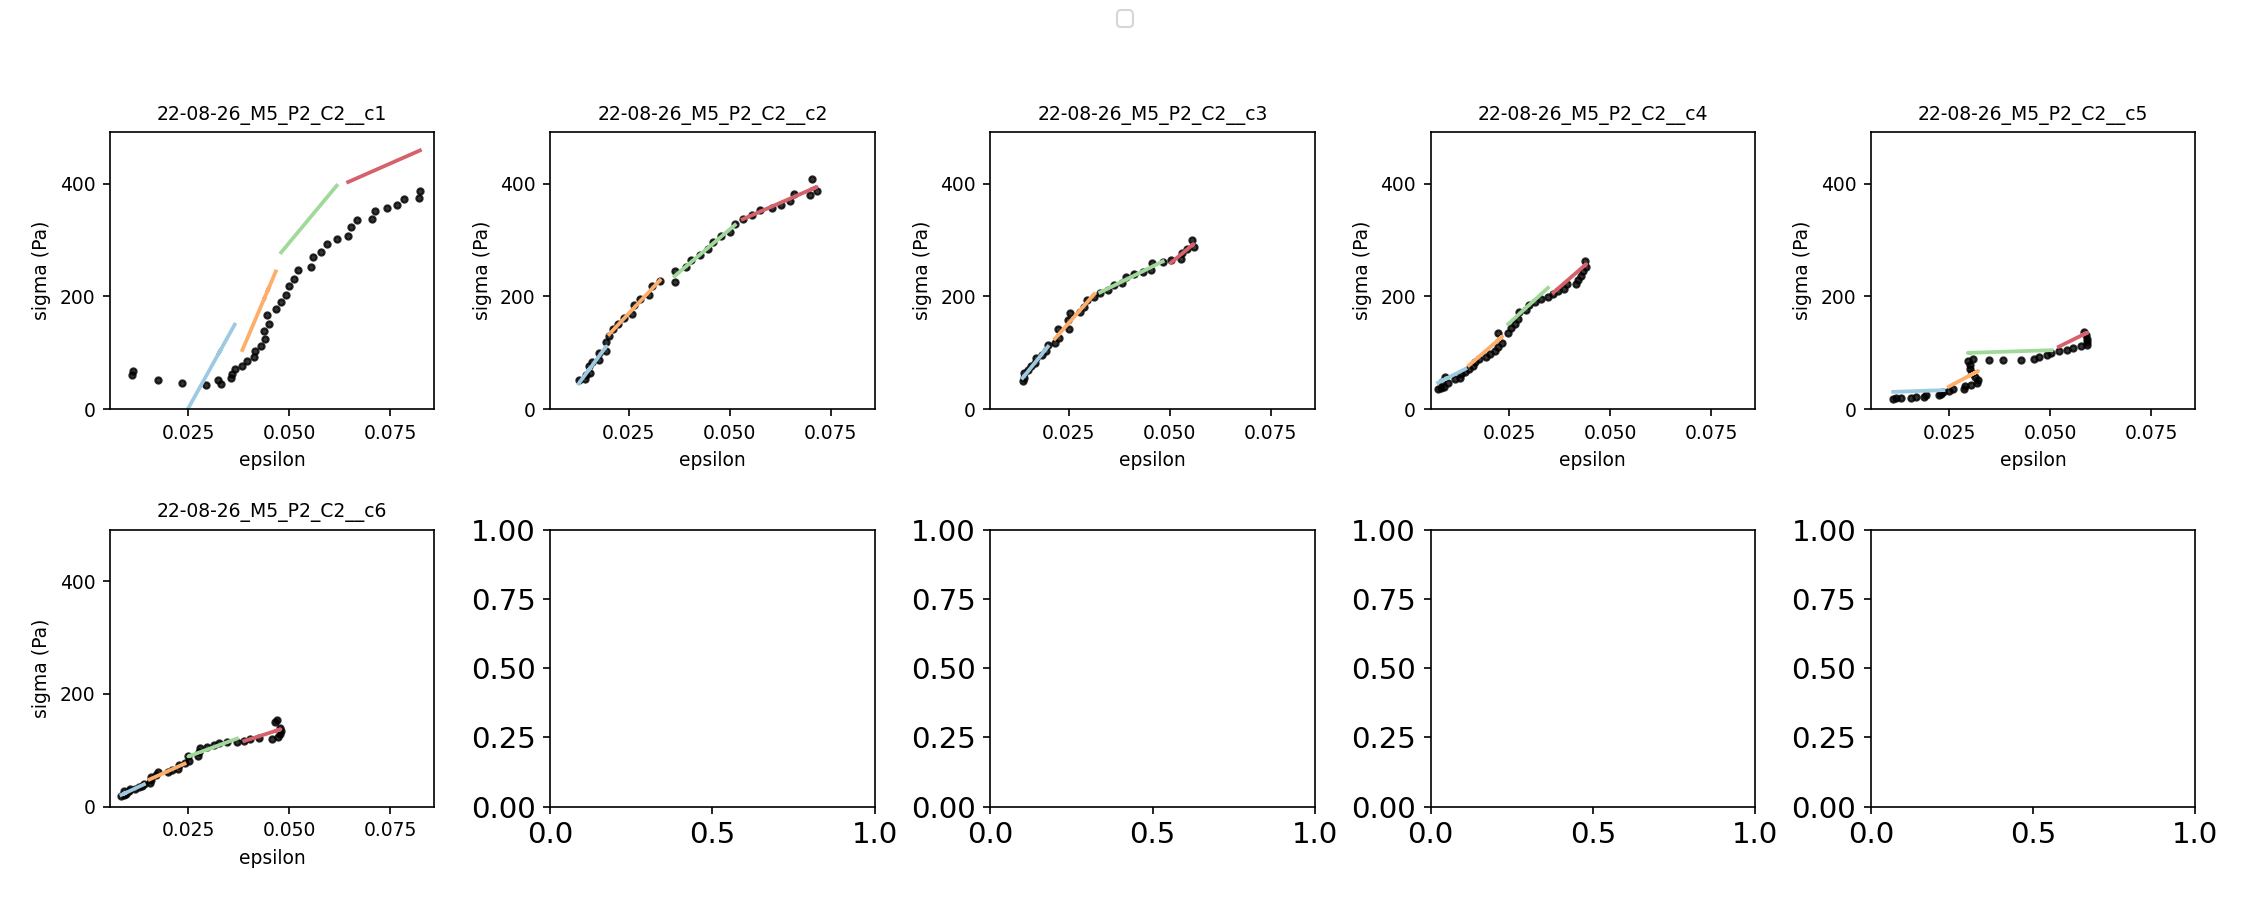 22-08-26_M5_P2_C2__c1
22-08-26_M5_P2_C2__c2
22-08-26_M5_P2_C2__c3
22-08-26_M5_P2_C2__c4
22-08-26_M5_P2_C2__c5
sigma (Pa)
400
200
0
0.025 0.050 0.075
epsilon
sigma (Pa)
400
200
0
0.025 0.050 0.075
epsilon
sigma (Pa)
400
200
0
0.025 0.050 0.075
epsilon
sigma (Pa)
400
200
0
0.025 0.050 0.075
epsilon
sigma (Pa)
400
200
0
0.025 0.050 0.075
epsilon
22-08-26_M5_P2_C2__c6
sigma (Pa)
400
200
0
0.025 0.050 0.075
epsilon
1.00
0.75
0.50
0.25
0.00
0.0 0.5 1.0
1.00
0.75
0.50
0.25
0.00
0.0 0.5 1.0
1.00
0.75
0.50
0.25
0.00
0.0 0.5 1.0
1.00
0.75
0.50
0.25
0.00
0.0 0.5 1.0